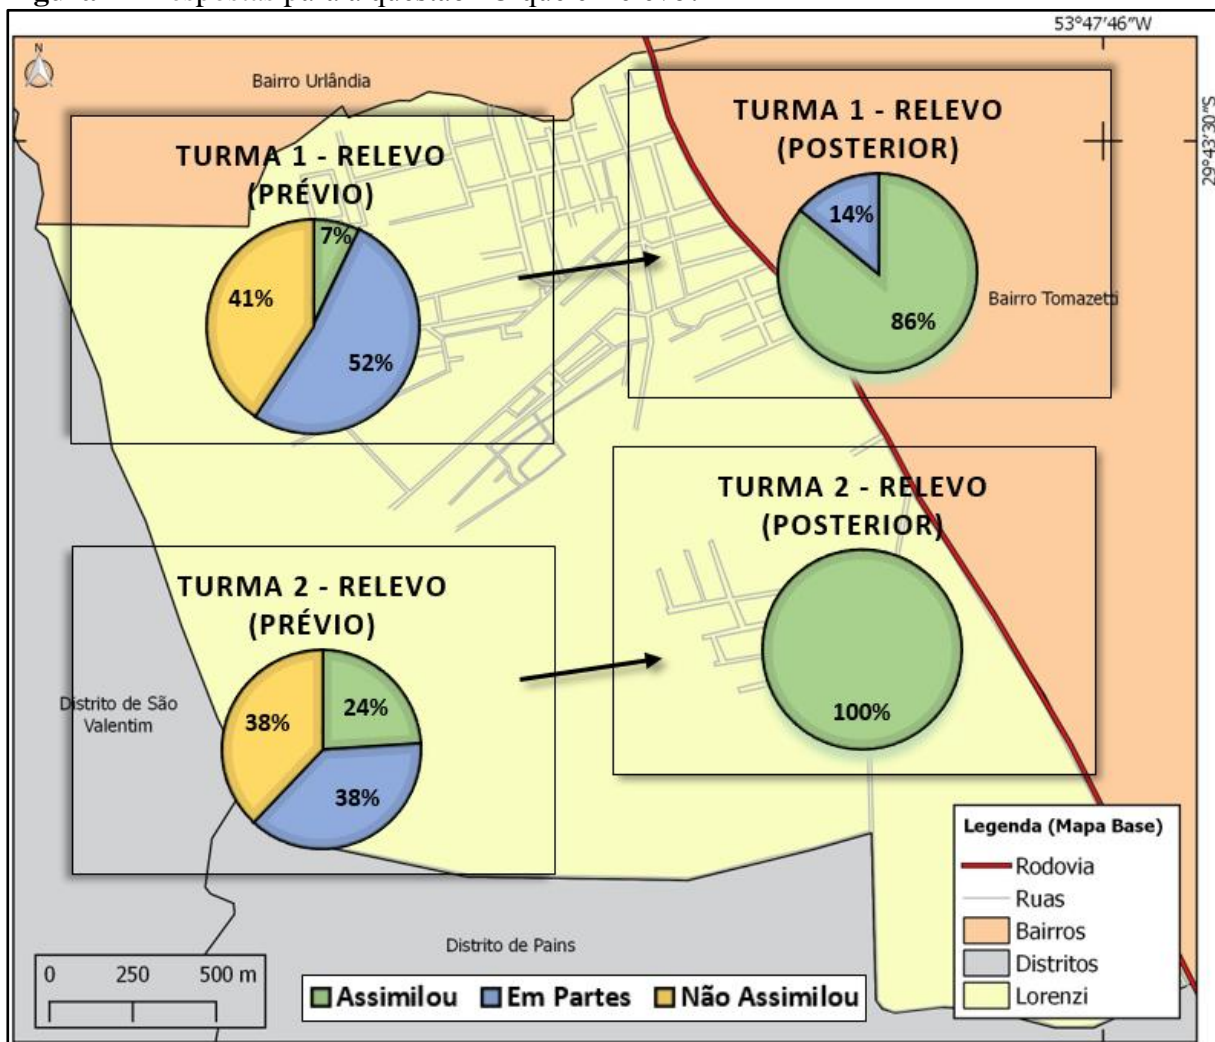 53°47'46"W
29°43'30"S
N
Bairro Urlândia
TURMA 1 - RELEVO
(PRÉVIO)
7%
41%
52%
TURMA 1 - RELEVO
(POSTERIOR)
14%
86%
Bairro Tomazetti
TURMA 2 - RELEVO
(PRÉVIO)
24%
38%
38%
TURMA 2 - RELEVO
(POSTERIOR)
100%
Distrito de São
Valentim
Distrito de Pains
0 250 500 m
Assimilou Em Partes Não Assimilou
Legenda (Mapa Base)
Rodovia
Ruas
Bairros
Distritos
Lorenzi